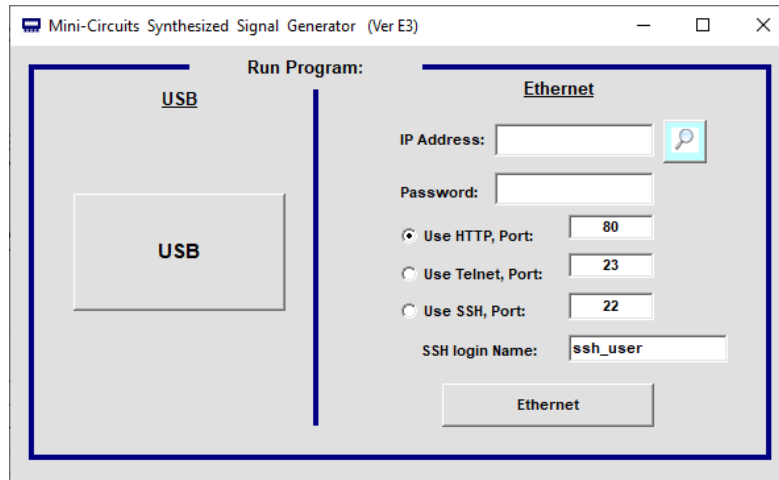 Mini-Circuits Synthesized Signal Generator (Ver E3)
Run Program:
USB
USB
Ethernet
IP Address:
Password:
Use HTTP, Port: 80
Use Telnet, Port: 23
Use SSH, Port: 22
SSH login Name: ssh_user
Ethernet